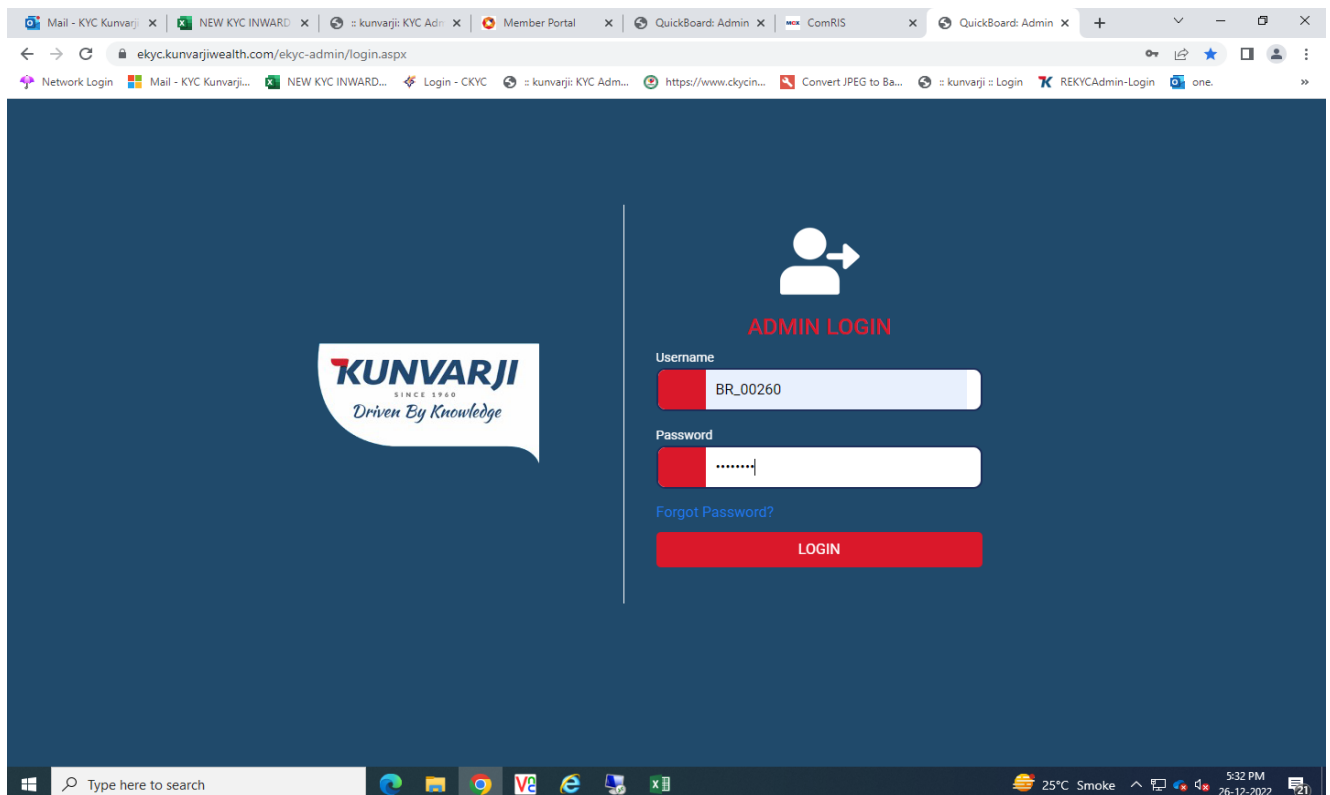 Mail - KYC Kunvarji
NEW KYC INWARD
:: kunvarji: KYC Adm
Member Portal
QuickBoard: Admin
MCX ComRIS
QuickBoard: Admin
ekyc.kunvarjiwealth.com/ekyc-admin/login.aspx
Network Login
Mail - KYC Kunvarji...
NEW KYC INWARD...
Login - CKYC
:: kunvarji: KYC Adm...
https://www.ckycin...
Convert JPEG to Ba...
:: kunvarji :: Login
REKYCAdmin-Login
one.
»
KUNVARJI
SINCE 1960
Driven By Knowledge
ADMIN LOGIN
Username
BR_00260
Password
••••••••
Forgot Password?
LOGIN
Type here to search
25°C Smoke
5:32 PM
26-12-2022
21